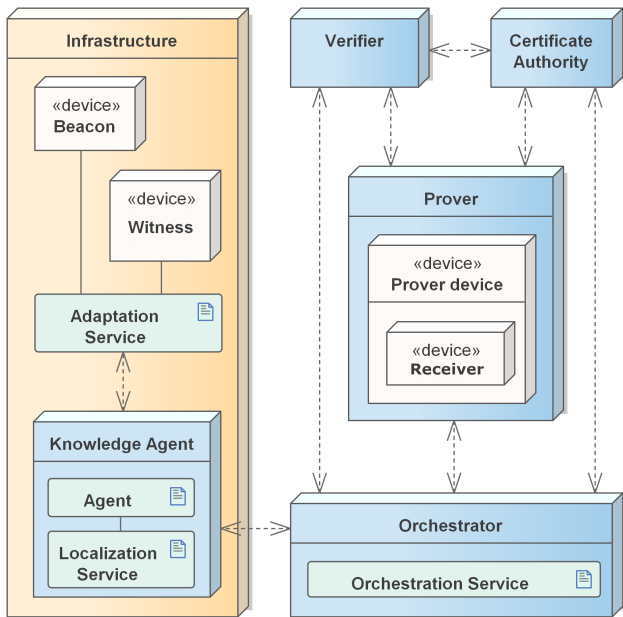 Infrastructure
«device»
Beacon
«device»
Witness
Adaptation
Service
Knowledge Agent
Agent
Localization
Service
Verifier
Certificate
Authority
Prover
«device»
Prover device
«device»
Receiver
Orchestrator
Orchestration Service